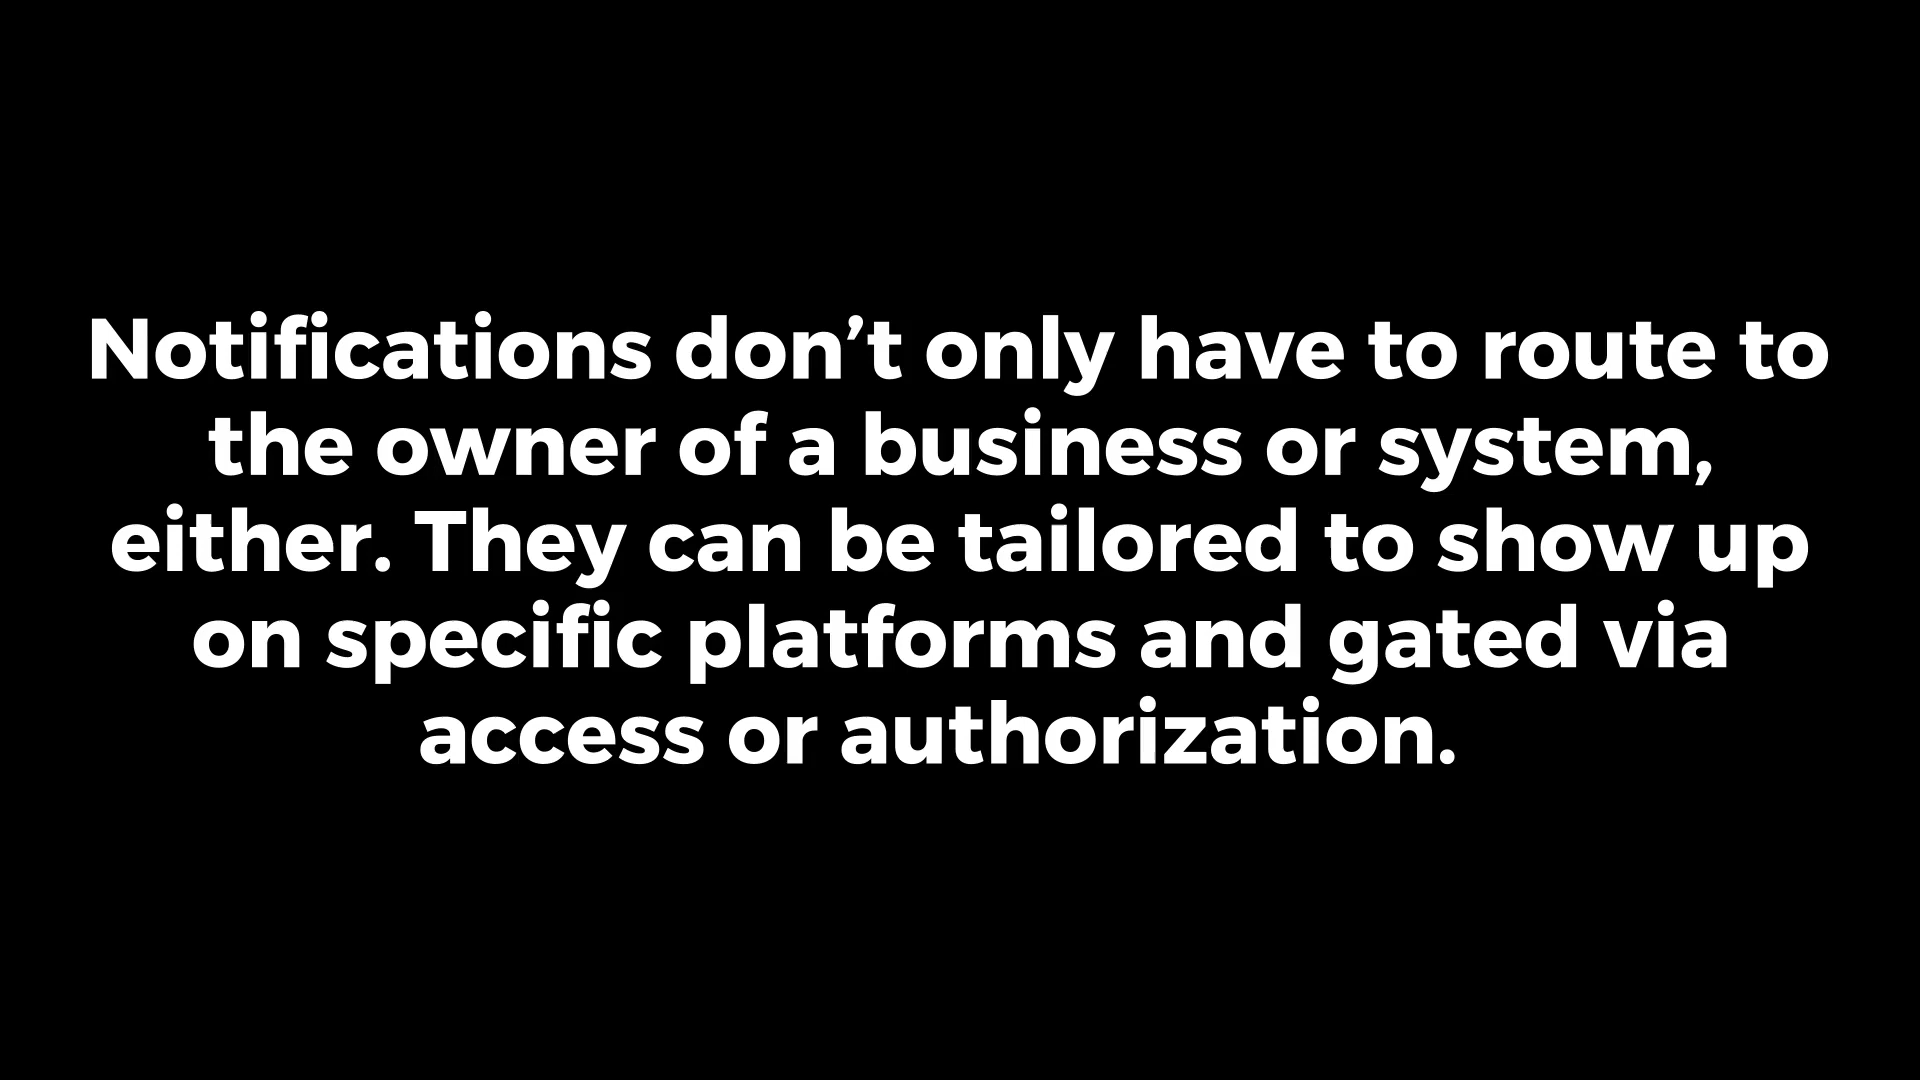 Notifications don’t only have to route to
the owner of a business or system,
either. They can be tailored to show up
on specific platforms and gated via
access or authorization.